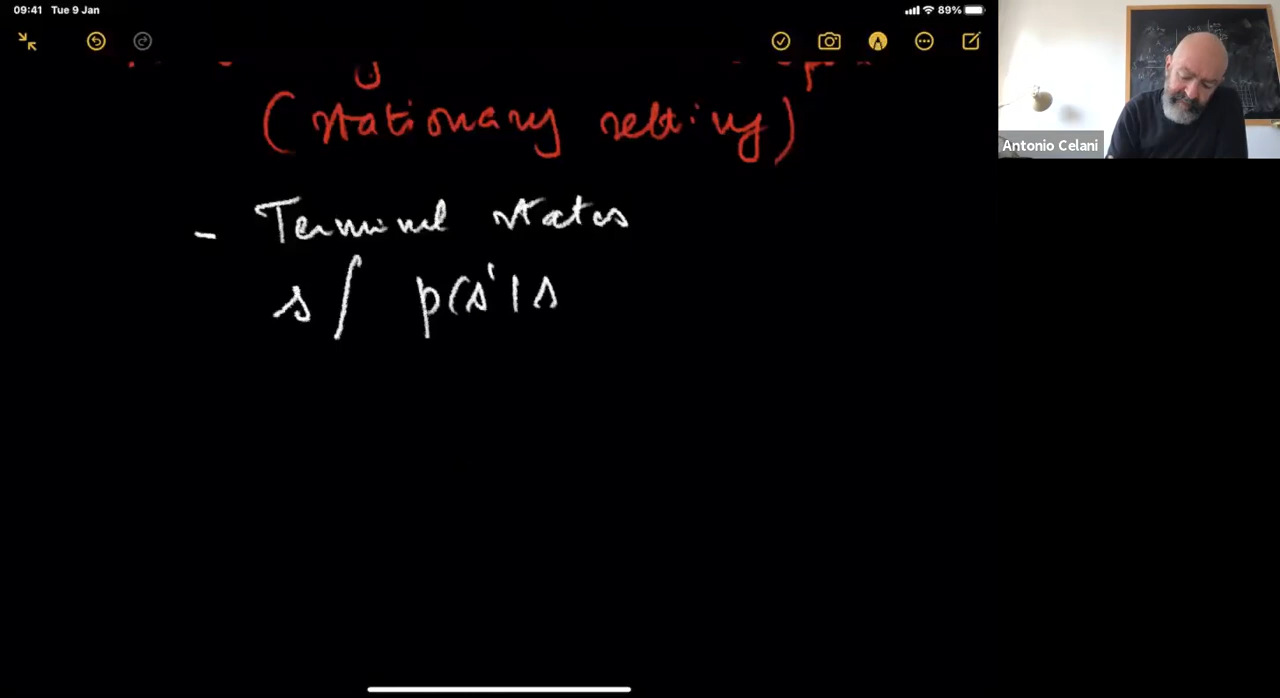 09:41 Tue 9 Jan 89%
(stationary setting)
- Terminal states
s / p(s'|s
Antonio Celani